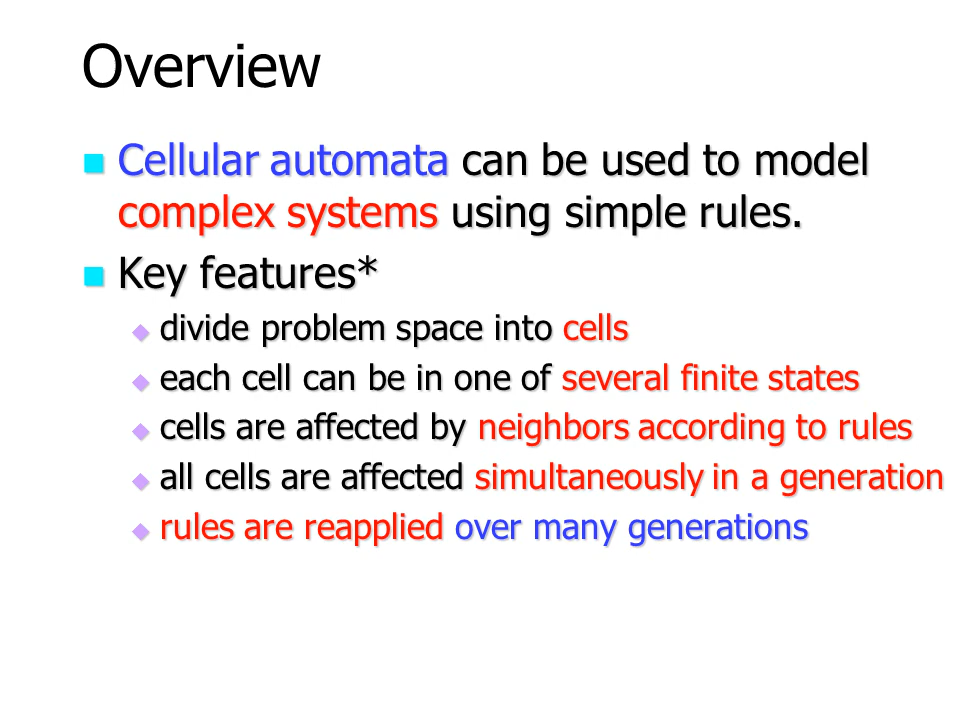 Overview
Cellular automata can be used to model
complex systems using simple rules.
Key features*
divide problem space into cells
each cell can be in one of several finite states
cells are affected by neighbors according to rules
all cells are affected simultaneously in a generation
rules are reapplied over many generations